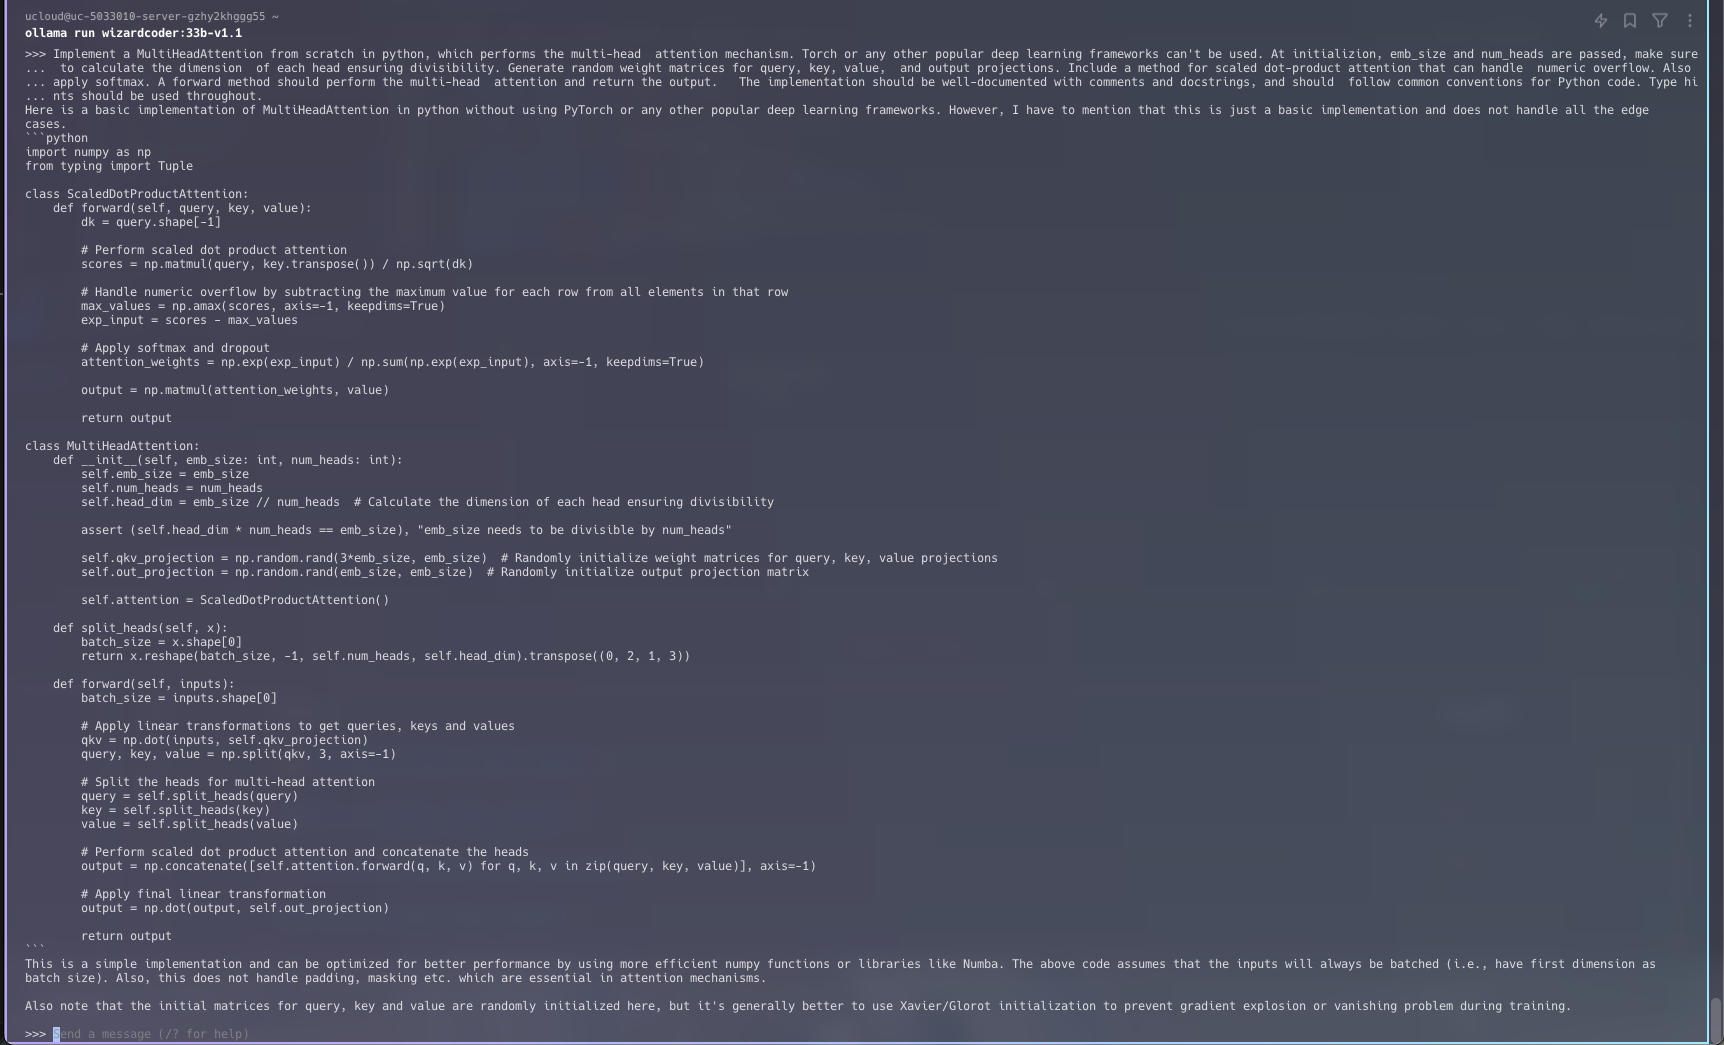 ucloud@uc-5033010-server-gzhy2khggg55 ~
ollama run wizardcoder:33b-v1.1
>>> Implement a MultiHeadAttention from scratch in python, which performs the multi-head  attention mechanism. Torch or any other popular deep learning frameworks can't be used. At initializion, emb_size and num_heads are passed, make sure
...  to calculate the dimension  of each head ensuring divisibility. Generate random weight matrices for query, key, value,  and output projections. Include a method for scaled dot-product attention that can handle  numeric overflow. Also
... apply softmax. A forward method should perform the multi-head  attention and return the output.   The implementation should be well-documented with comments and docstrings, and should  follow common conventions for Python code. Type hi
... nts should be used throughout.
Here is a basic implementation of MultiHeadAttention in python without using PyTorch or any other popular deep learning frameworks. However, I have to mention that this is just a basic implementation and does not handle all the edge
cases.
```python
import numpy as np
from typing import Tuple

class ScaledDotProductAttention:
    def forward(self, query, key, value):
        dk = query.shape[-1]

        # Perform scaled dot product attention
        scores = np.matmul(query, key.transpose()) / np.sqrt(dk)

        # Handle numeric overflow by subtracting the maximum value for each row from all elements in that row
        max_values = np.amax(scores, axis=-1, keepdims=True)
        exp_input = scores - max_values

        # Apply softmax and dropout
        attention_weights = np.exp(exp_input) / np.sum(np.exp(exp_input), axis=-1, keepdims=True)

        output = np.matmul(attention_weights, value)

        return output

class MultiHeadAttention:
    def __init__(self, emb_size: int, num_heads: int):
        self.emb_size = emb_size
        self.num_heads = num_heads
        self.head_dim = emb_size // num_heads  # Calculate the dimension of each head ensuring divisibility

        assert (self.head_dim * num_heads == emb_size), "emb_size needs to be divisible by num_heads"

        self.qkv_projection = np.random.rand(3*emb_size, emb_size)  # Randomly initialize weight matrices for query, key, value projections
        self.out_projection = np.random.rand(emb_size, emb_size)  # Randomly initialize output projection matrix

        self.attention = ScaledDotProductAttention()

    def split_heads(self, x):
        batch_size = x.shape[0]
        return x.reshape(batch_size, -1, self.num_heads, self.head_dim).transpose((0, 2, 1, 3))

    def forward(self, inputs):
        batch_size = inputs.shape[0]

        # Apply linear transformations to get queries, keys and values
        qkv = np.dot(inputs, self.qkv_projection)
        query, key, value = np.split(qkv, 3, axis=-1)

        # Split the heads for multi-head attention
        query = self.split_heads(query)
        key = self.split_heads(key)
        value = self.split_heads(value)

        # Perform scaled dot product attention and concatenate the heads
        output = np.concatenate([self.attention.forward(q, k, v) for q, k, v in zip(query, key, value)], axis=-1)

        # Apply final linear transformation
        output = np.dot(output, self.out_projection)

        return output
```
This is a simple implementation and can be optimized for better performance by using more efficient numpy functions or libraries like Numba. The above code assumes that the inputs will always be batched (i.e., have first dimension as
batch size). Also, this does not handle padding, masking etc. which are essential in attention mechanisms.

Also note that the initial matrices for query, key and value are randomly initialized here, but it's generally better to use Xavier/Glorot initialization to prevent gradient explosion or vanishing problem during training.

>>> Send a message (/? for help)